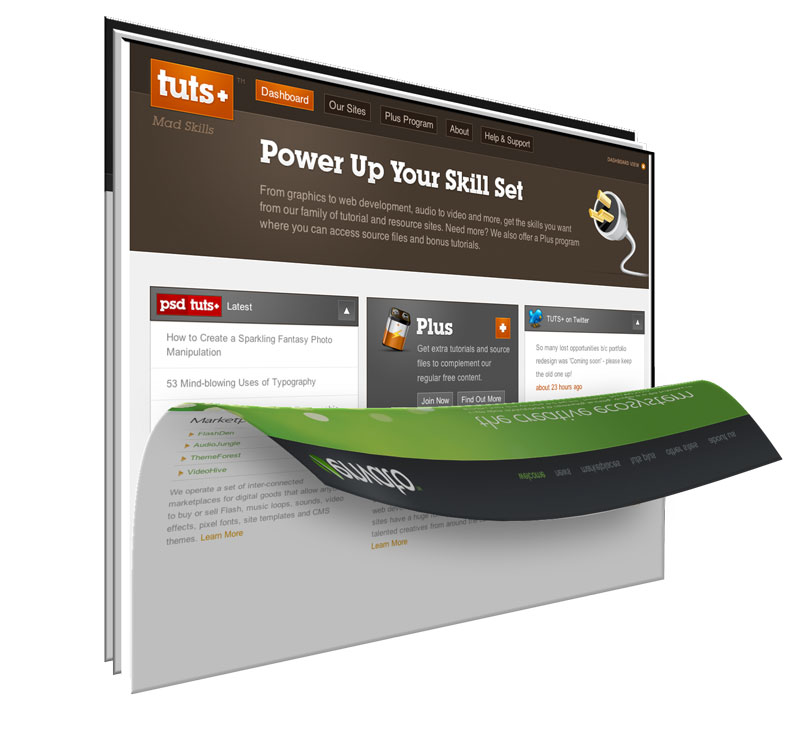 tuts+ TM
Dashboard
Our Sites
Plus Program
About
Help & Support
Mad Skills
DASHBOARD VIEW
Power Up Your Skill Set
From graphics to web development, audio to video and more, get the skills you want
from our family of tutorial and resource sites. Need more? We also offer a Plus program
where you can access source files and bonus tutorials.
psd tuts+ Latest
How to Create a Sparkling Fantasy Photo
Manipulation
53 Mind-blowing Uses of Typography
Plus
Get extra tutorials and source
files to complement our
regular free content.
Join Now
Find Out More
TUTS+ on Twitter
So many lost opportunities b/c portfolio
redesign was 'Coming soon' - please keep
the old one up!
about 23 hours ago
the creative ecosystem
envato
FlashDen
AudioJungle
ThemeForest
VideoHive
We operate a set of inter-connected
marketplaces for digital goods that allow
to buy or sell Flash, music loops, sounds, video
effects, pixel fonts, site templates and CMS
themes. Learn More
web
sites have a huge
talented creatives from around the
Learn More